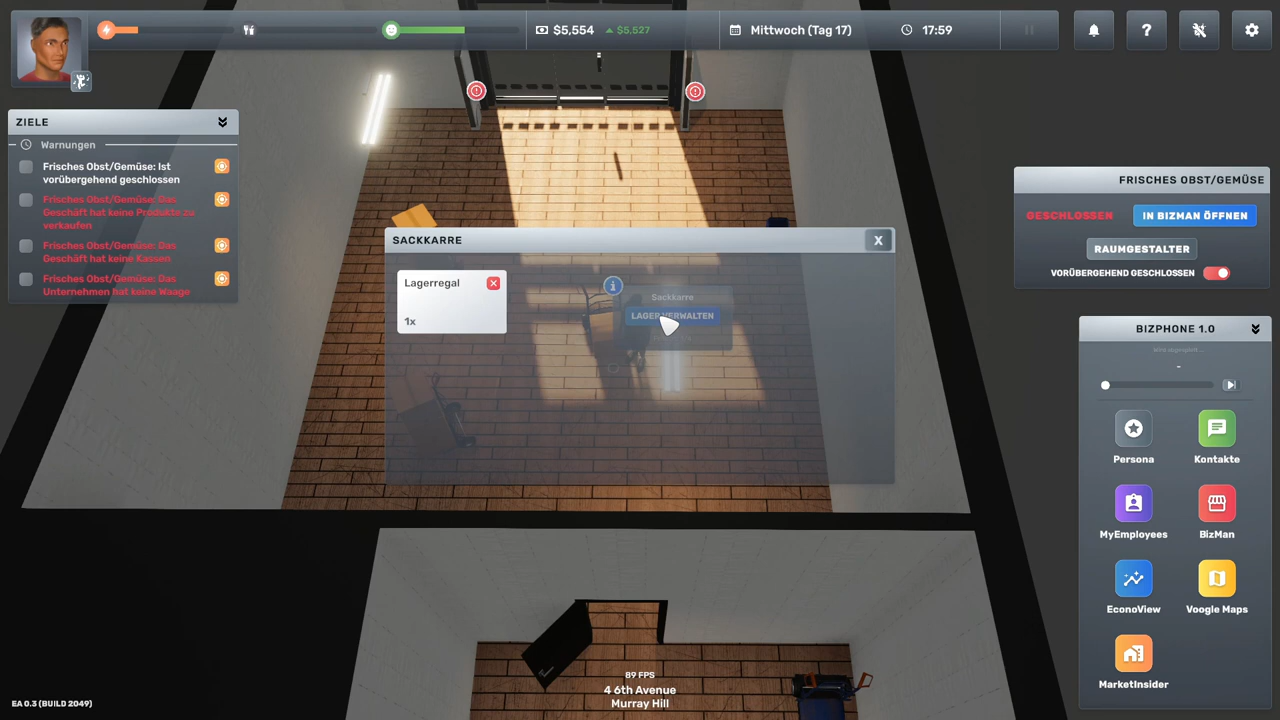 $5,554
$5,527
Mittwoch (Tag 17)
17:59
?
ZIELE
Warnungen
Frisches Obst/Gemüse: Ist
vorübergehend geschlossen
Frisches Obst/Gemüse: Das
Geschäft hat keine Produkte zu
verkaufen
Frisches Obst/Gemüse: Das
Geschäft hat keine Kassen
Frisches Obst/Gemüse: Das
Unternehmen hat keine Waage
SACKKARRE
X
Lagerregal
1x
Sackkarre
LAGER VERWALTEN
FRISCHES OBST/GEMÜSE
GESCHLOSSEN
IN BIZMAN ÖFFNEN
RAUMGESTALTER
VORÜBERGEHEND GESCHLOSSEN
BIZPHONE 1.0
-
Persona
Kontakte
MyEmployees
BizMan
EconoView
Voogle Maps
MarketInsider
89 FPS
4 6th Avenue
Murray Hill
EA 0.3 (BUILD 2049)